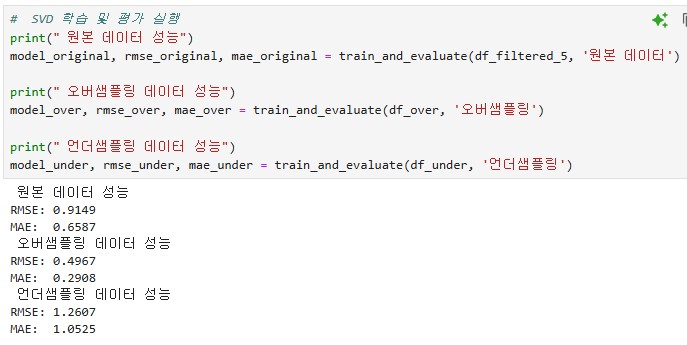 #  SVD 학습 및 평가 실행
print(" 원본 데이터 성능")
model_original, rmse_original, mae_original = train_and_evaluate(df_filtered_5, '원본 데이터')
print(" 오버샘플링 데이터 성능")
model_over, rmse_over, mae_over = train_and_evaluate(df_over, '오버샘플링')
print(" 언더샘플링 데이터 성능")
model_under, rmse_under, mae_under = train_and_evaluate(df_under, '언더샘플링')
원본 데이터 성능
RMSE: 0.9149
MAE:  0.6587
오버샘플링 데이터 성능
RMSE: 0.4967
MAE:  0.2908
언더샘플링 데이터 성능
RMSE: 1.2607
MAE:  1.0525